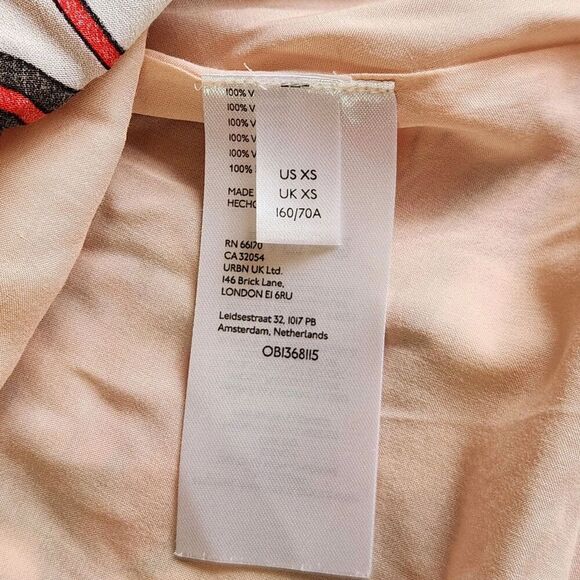 100% V
100% V
100% V
100% V
100% V
100%
MADE
HECHO
US XS
UK XS
160/70A
RN 66170
CA 32054
URBN UK Ltd.
146 Brick Lane,
LONDON E1 6RU
Leidsestraat 32, 1017 PB
Amsterdam, Netherlands
OB1368115